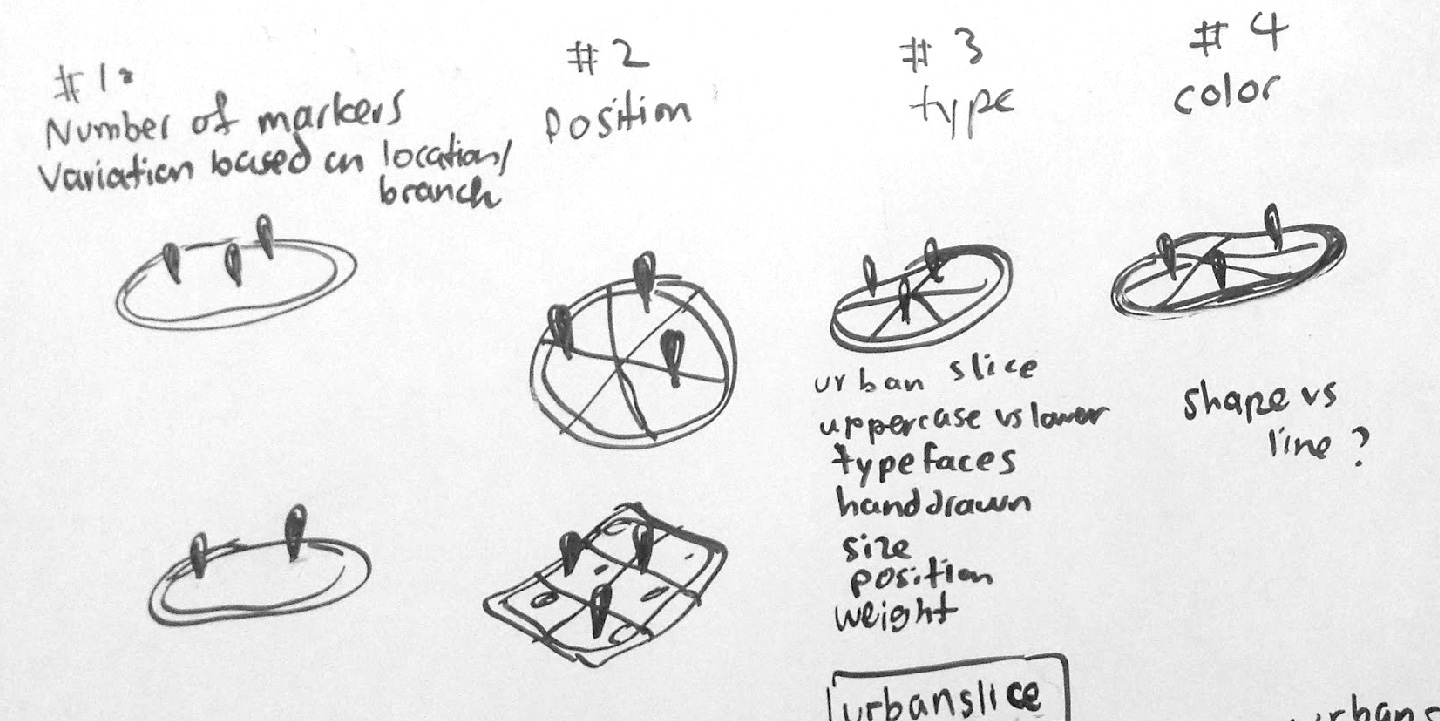 #1:
Number of markers
Variation based on location/
branch
#2
position
#3
type
urban slice
uppercase vs lower
typefaces
handdrawn
size
position
weight
urbanslice
#4
color
shape vs
line?